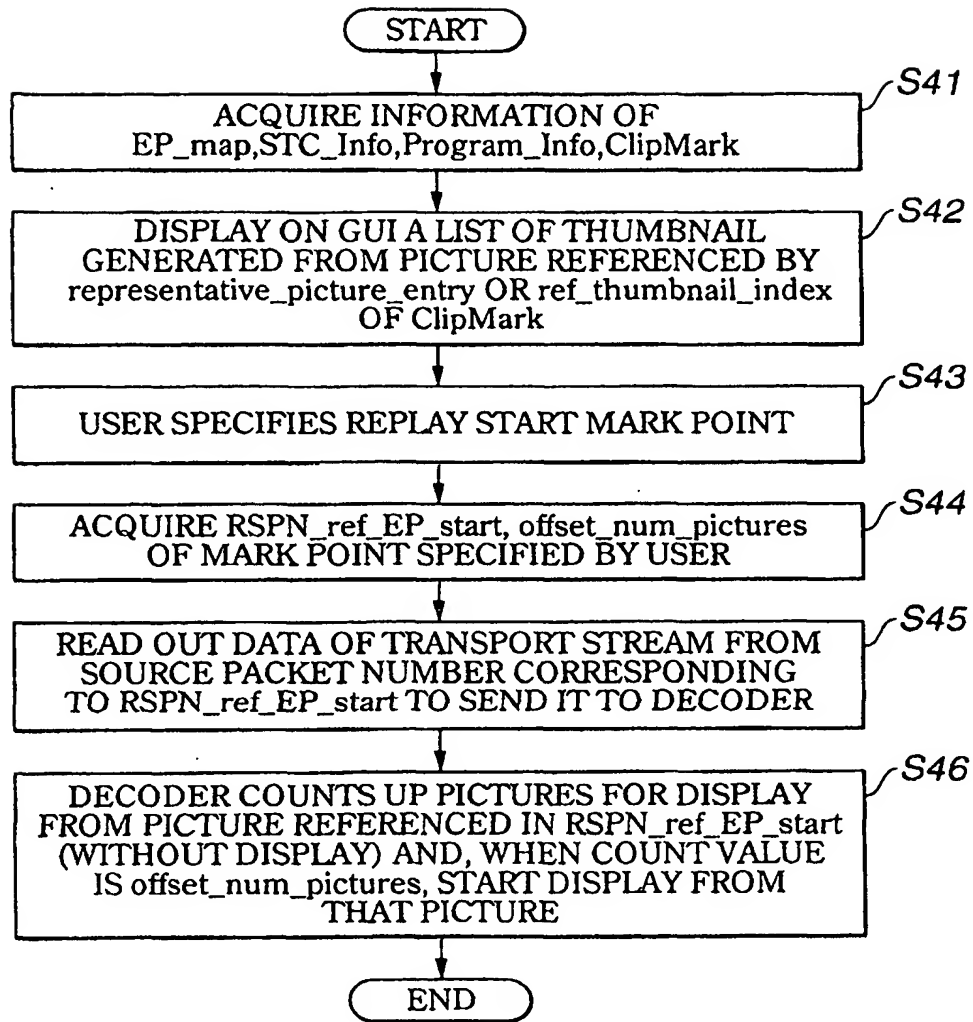 START
S41
ACQUIRE INFORMATION OF
EP_map,STC_Info,Program_Info,ClipMark
S42
DISPLAY ON GUI A LIST OF THUMBNAIL
GENERATED FROM PICTURE REFERENCED BY
representative_picture_entry OR ref_thumbnail_index
OF ClipMark
S43
USER SPECIFIES REPLAY START MARK POINT
S44
ACQUIRE RSPN_ref_EP_start, offset_num_pictures
OF MARK POINT SPECIFIED BY USER
S45
READ OUT DATA OF TRANSPORT STREAM FROM
SOURCE PACKET NUMBER CORRESPONDING
TO RSPN_ref_EP_start TO SEND IT TO DECODER
S46
DECODER COUNTS UP PICTURES FOR DISPLAY
FROM PICTURE REFERENCED IN RSPN_ref_EP_start
(WITHOUT DISPLAY) AND, WHEN COUNT VALUE
IS offset_num_pictures, START DISPLAY FROM
THAT PICTURE
END